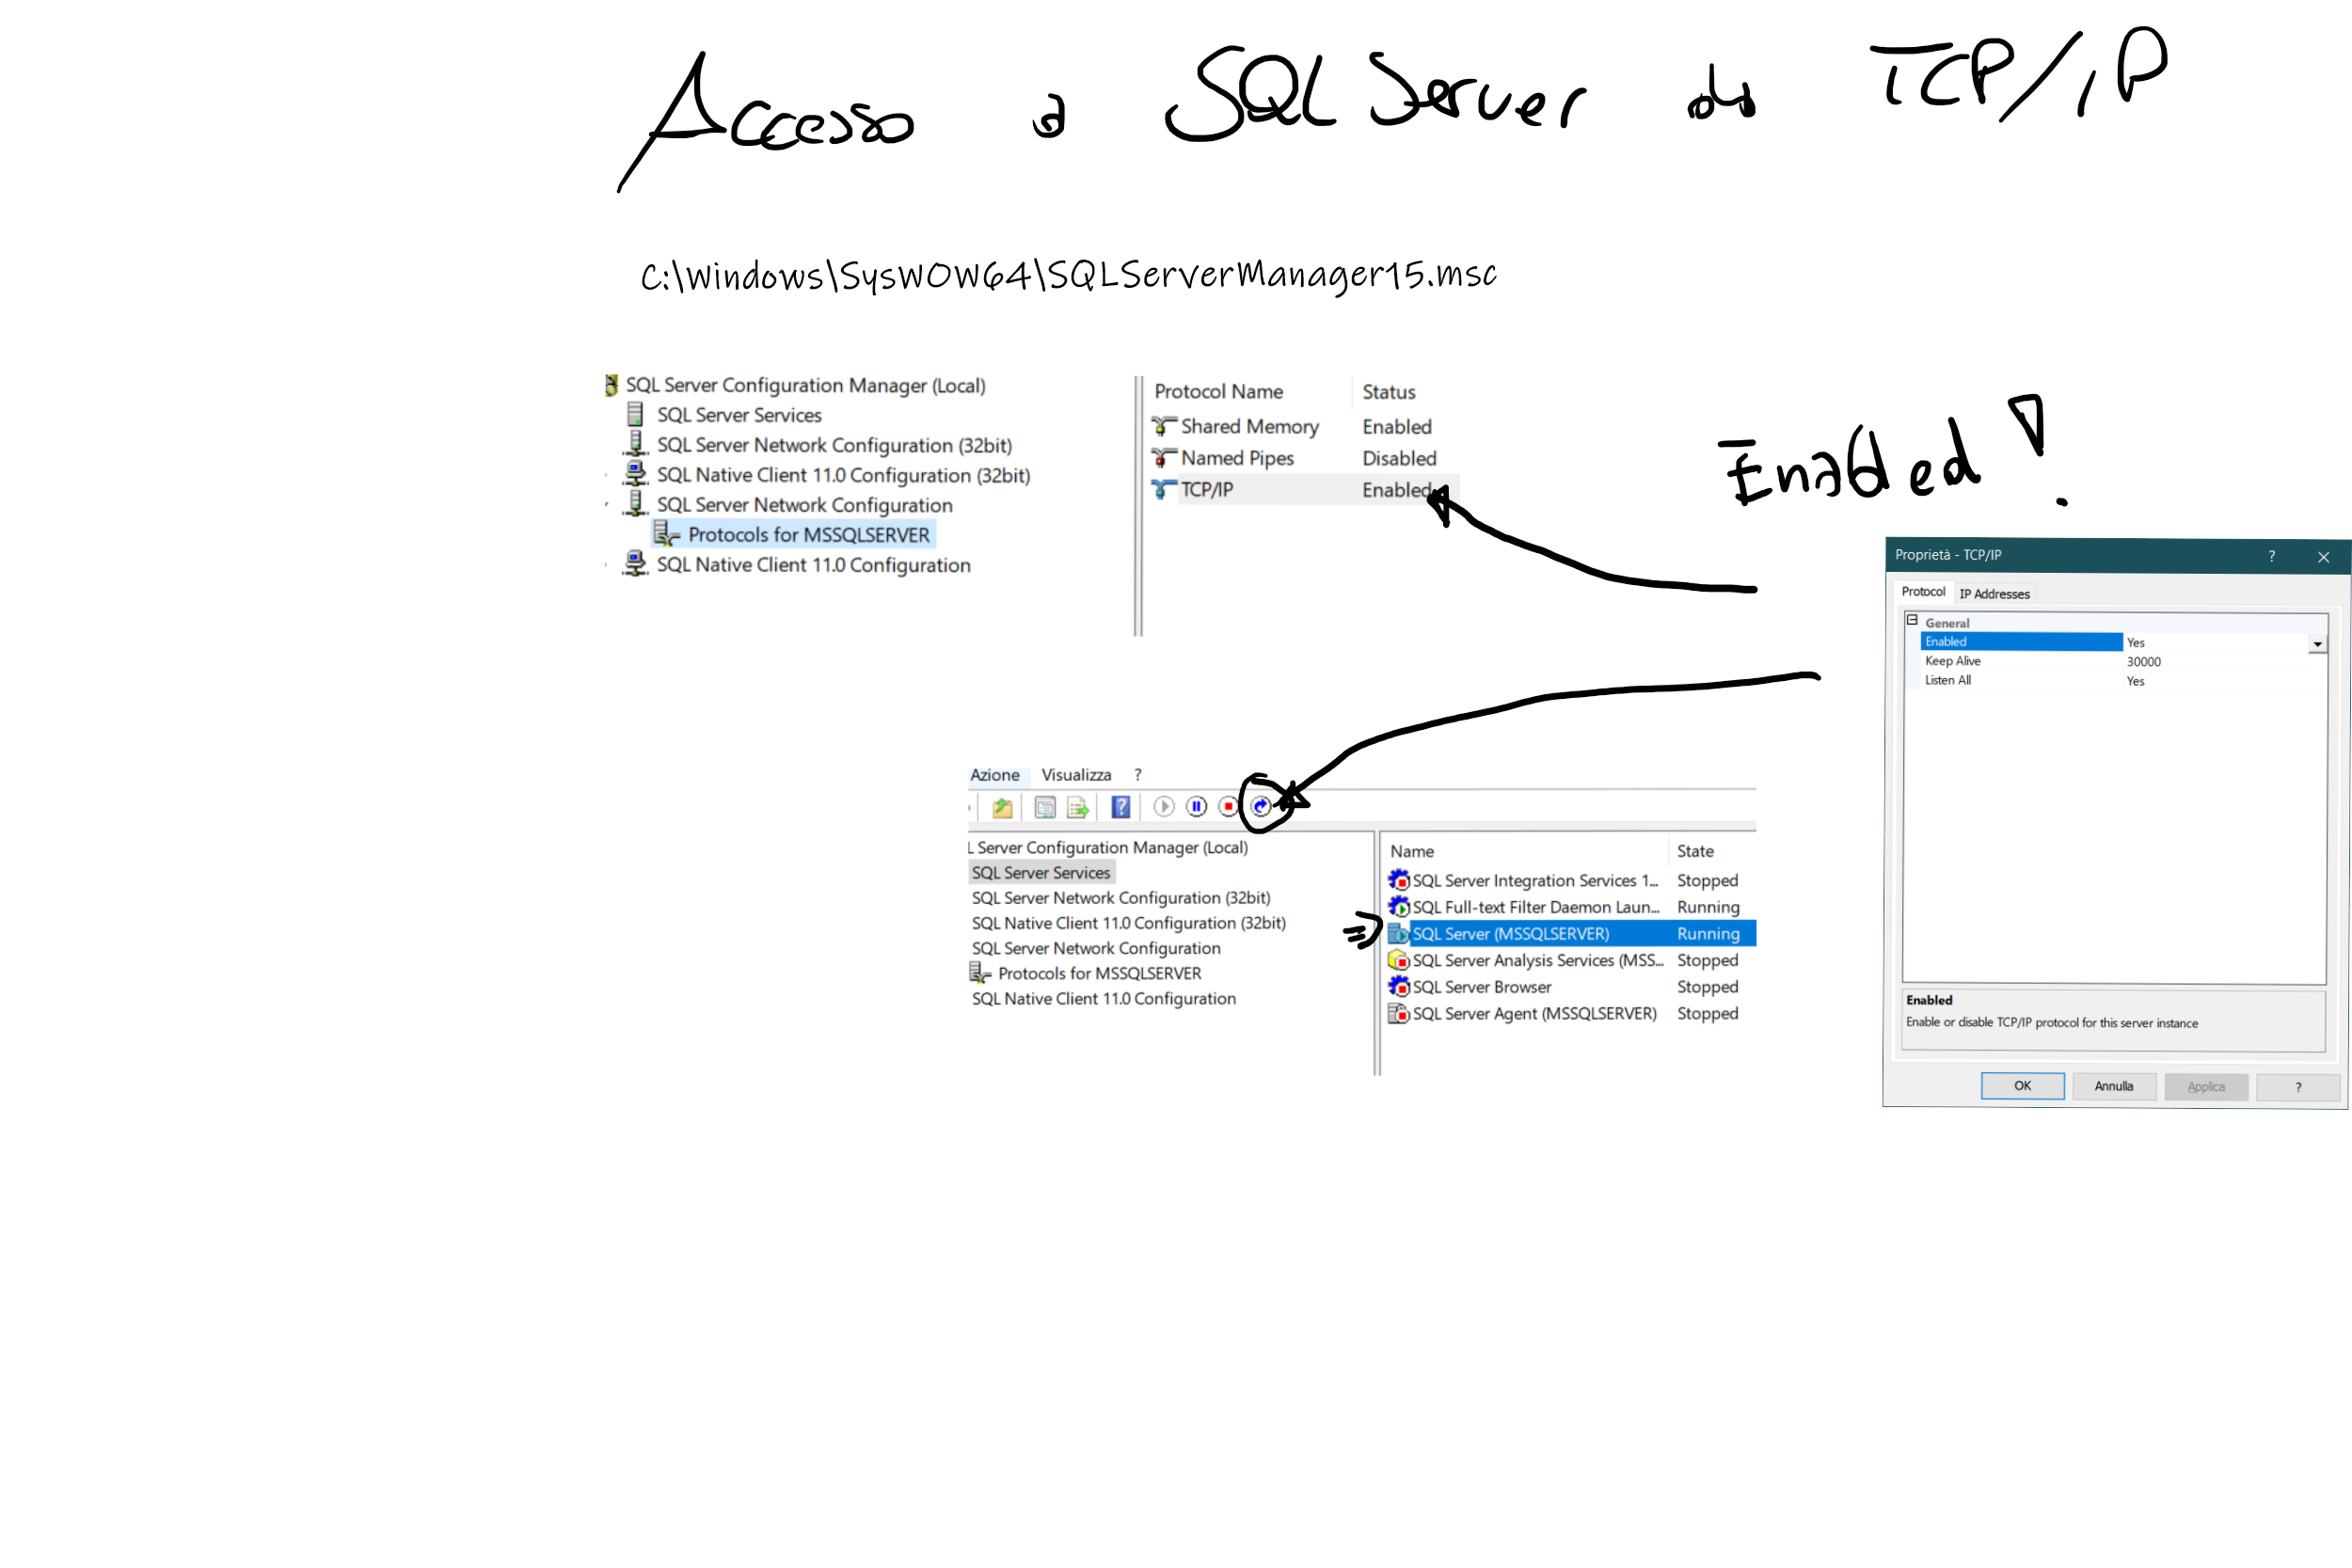 Accesso a SQL Server da TCP/IP
C:\Windows\SysWOW64\SQLServerManager15.msc
SQL Server Configuration Manager (Local)
SQL Server Services
SQL Server Network Configuration (32bit)
SQL Native Client 11.0 Configuration (32bit)
SQL Server Network Configuration
Protocols for MSSQLSERVER
SQL Native Client 11.0 Configuration
Protocol Name Status
Shared Memory Enabled
Named Pipes Disabled
TCP/IP Enabled
Enabled!
Proprietà - TCP/IP ?
Protocol IP Addresses
General
Enabled Yes
Keep Alive 30000
Listen All Yes
Enabled
Enable or disable TCP/IP protocol for this server instance
OK Annulla Applica ?
Azione Visualizza ?
L Server Configuration Manager (Local)
SQL Server Services
SQL Server Network Configuration (32bit)
SQL Native Client 11.0 Configuration (32bit)
SQL Server Network Configuration
Protocols for MSSQLSERVER
SQL Native Client 11.0 Configuration
Name State
SQL Server Integration Services 1... Stopped
SQL Full-text Filter Daemon Laun... Running
SQL Server (MSSQLSERVER) Running
SQL Server Analysis Services (MSS... Stopped
SQL Server Browser Stopped
SQL Server Agent (MSSQLSERVER) Stopped